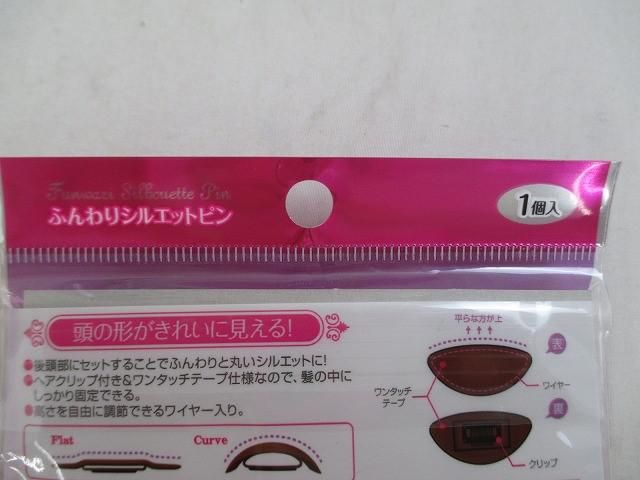 Funwari Silhouette Pin
ふんわりシルエットピン
1個入
頭の形がきれいに見える!
●後頭部にセットすることでふんわりと丸いシルエットに!
●ヘアクリップ付き&ワンタッチテープ仕様なので、髪の中に
しっかり固定できる。
●高さを自由に調節できるワイヤー入り。
Flat
Curve
平らな方が上
表
ワイヤー
ワンタッチ
テープ
裏
クリップ